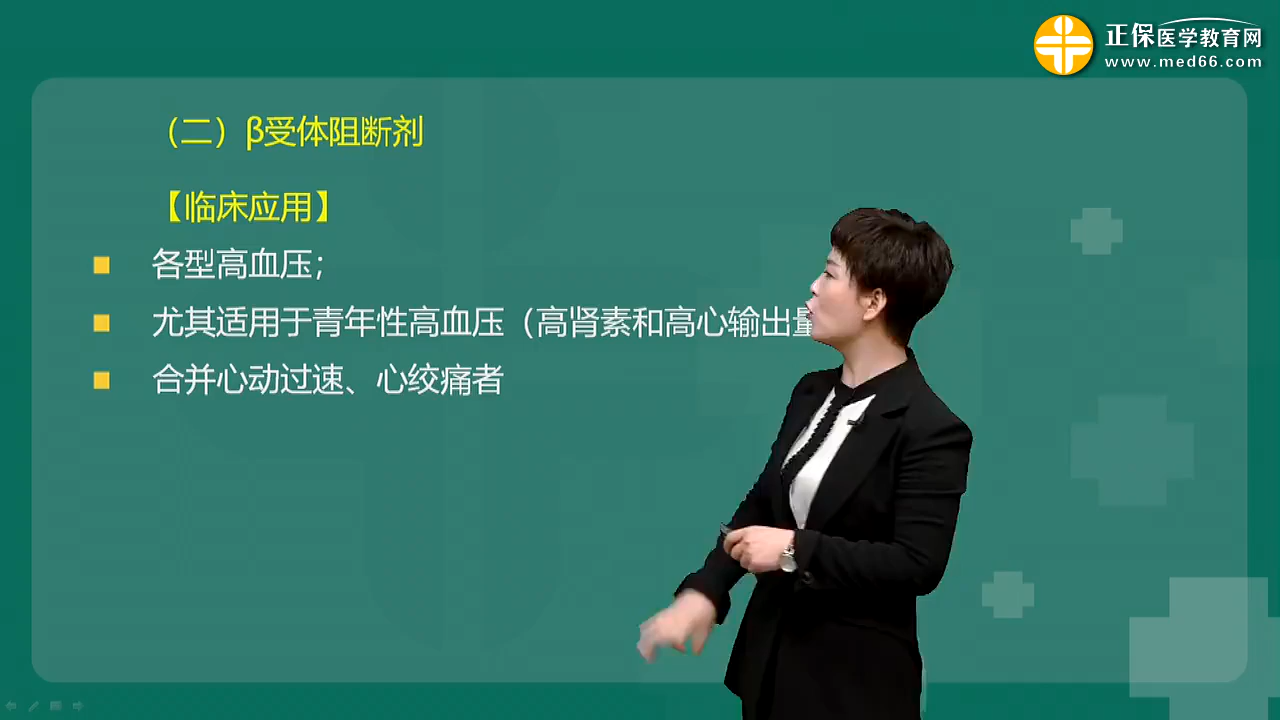 正保医学教育网
www.med66.com
（二）β受体阻断剂
【临床应用】
各型高血压；
尤其适用于青年性高血压（高肾素和高心输出量
合并心动过速、心绞痛者